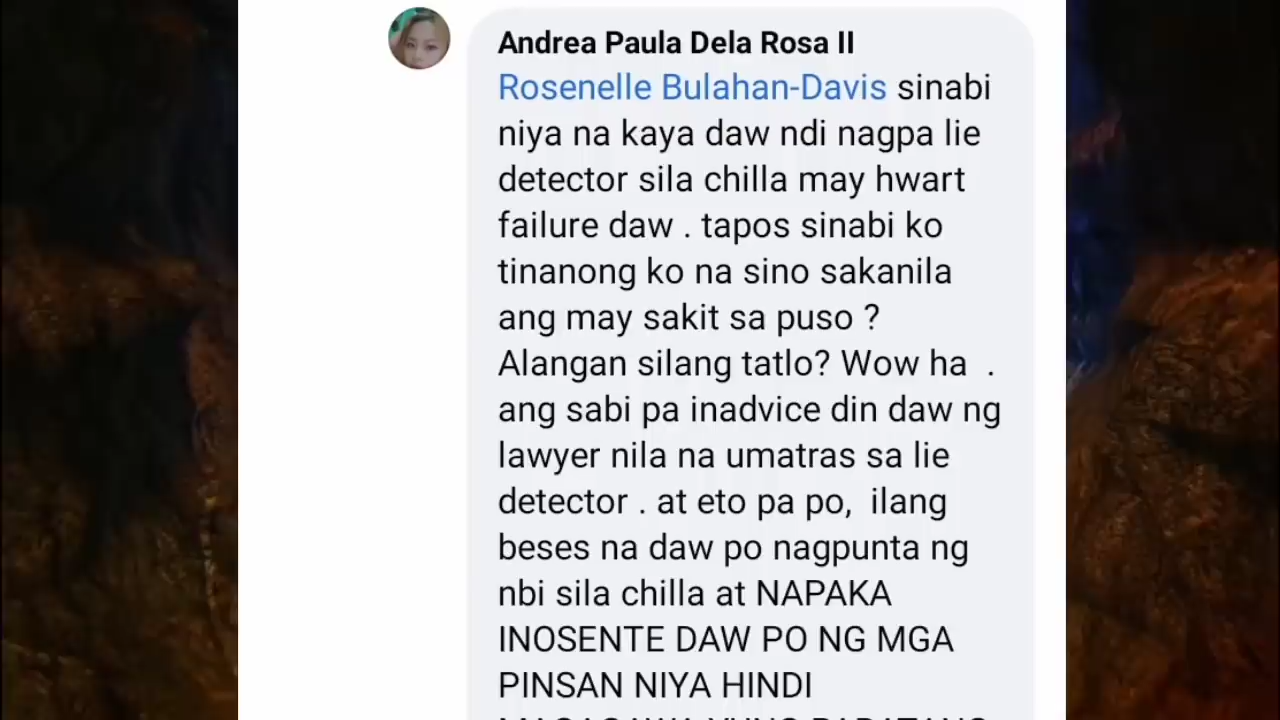 Andrea Paula Dela Rosa II
Rosenelle Bulahan-Davis sinabi
niya na kaya daw ndi nagpa lie
detector sila chilla may hwart
failure daw . tapos sinabi ko
tinanong ko na sino sakanila
ang may sakit sa puso ?
Alangan silang tatlo? Wow ha  .
ang sabi pa inadvice din daw ng
lawyer nila na umatras sa lie
detector . at eto pa po,  ilang
beses na daw po nagpunta ng
nbi sila chilla at NAPAKA
INOSENTE DAW PO NG MGA
PINSAN NIYA HINDI